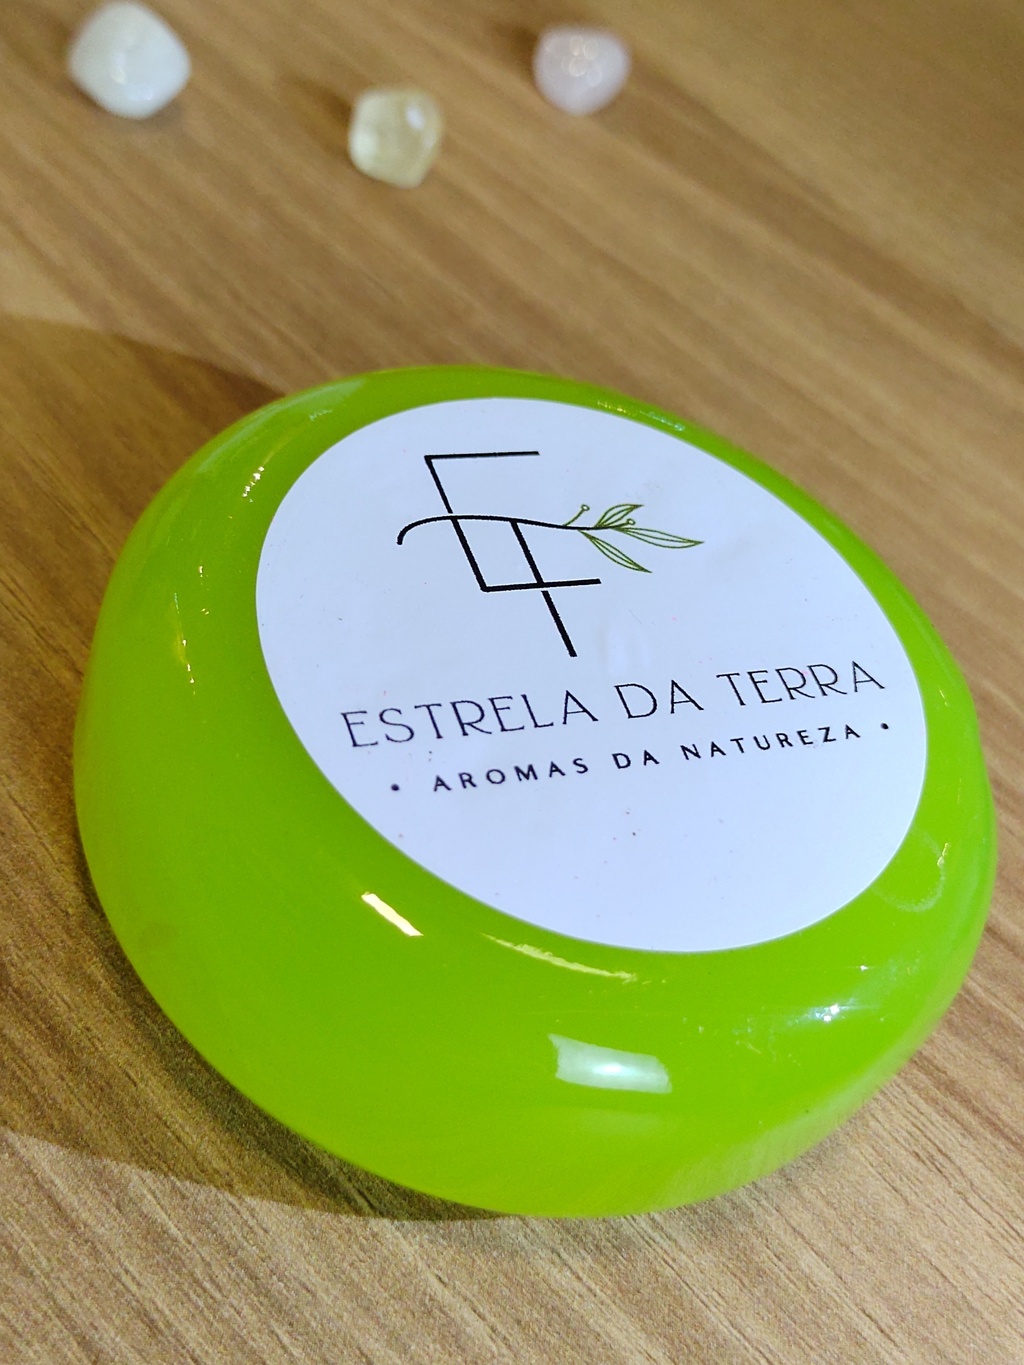 ESTRELA DA TERRA
• AROMAS DA NATUREZA •